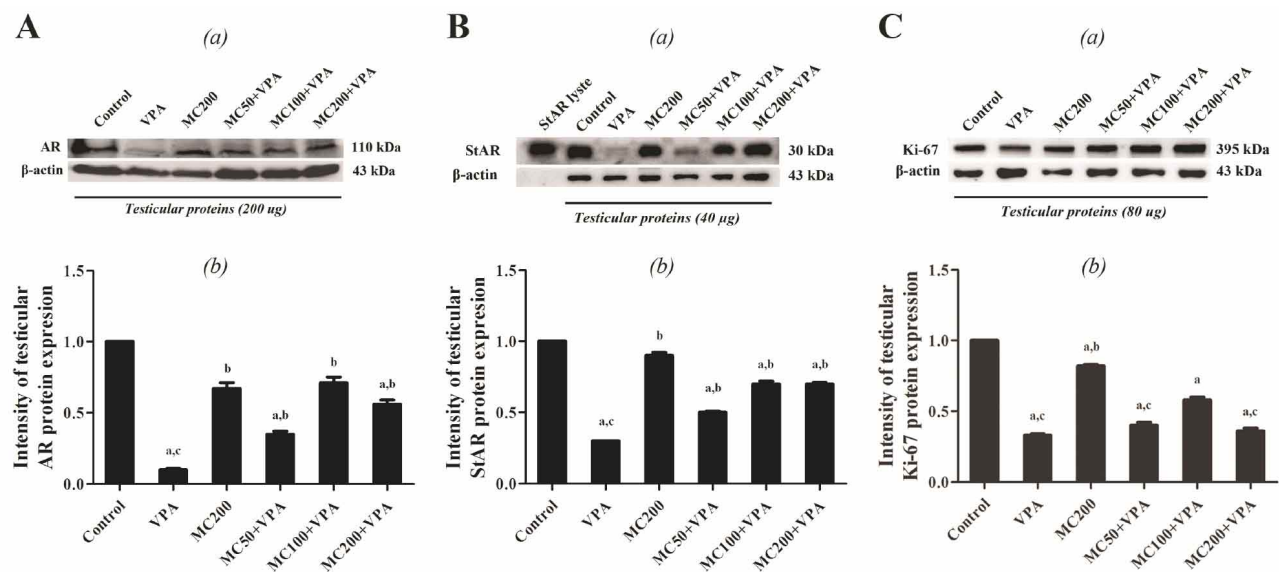 A
(a)
Control
VPA
MC200
MC50+VPA
MC100+VPA
MC200+VPA
AR
110 kDa
β-actin
43 kDa
Testicular proteins (200 ug)
(b)
Intensity of testicular
AR protein expression
1.5
1.0
0.5
0.0
a,c
b
a,b
b
a,b
Control
VPA
MC200
MC50+VPA
MC100+VPA
MC200+VPA
B
(a)
StAR lyste
Control
VPA
MC200
MC50+VPA
MC100+VPA
MC200+VPA
StAR
30 kDa
β-actin
43 kDa
Testicular proteins (40 µg)
(b)
Intensity of testicular
StAR protein expression
1.5
1.0
0.5
0.0
a,c
b
a,b
a,b
a,b
Control
VPA
MC200
MC50+VPA
MC100+VPA
MC200+VPA
C
(a)
Control
VPA
MC200
MC50+VPA
MC100+VPA
MC200+VPA
Ki-67
395 kDa
β-actin
43 kDa
Testicular proteins (80 ug)
(b)
Intensity of testicular
Ki-67 protein expression
1.5
1.0
0.5
0.0
a,c
a,b
a,c
a
a,c
Control
VPA
MC200
MC50+VPA
MC100+VPA
MC200+VPA